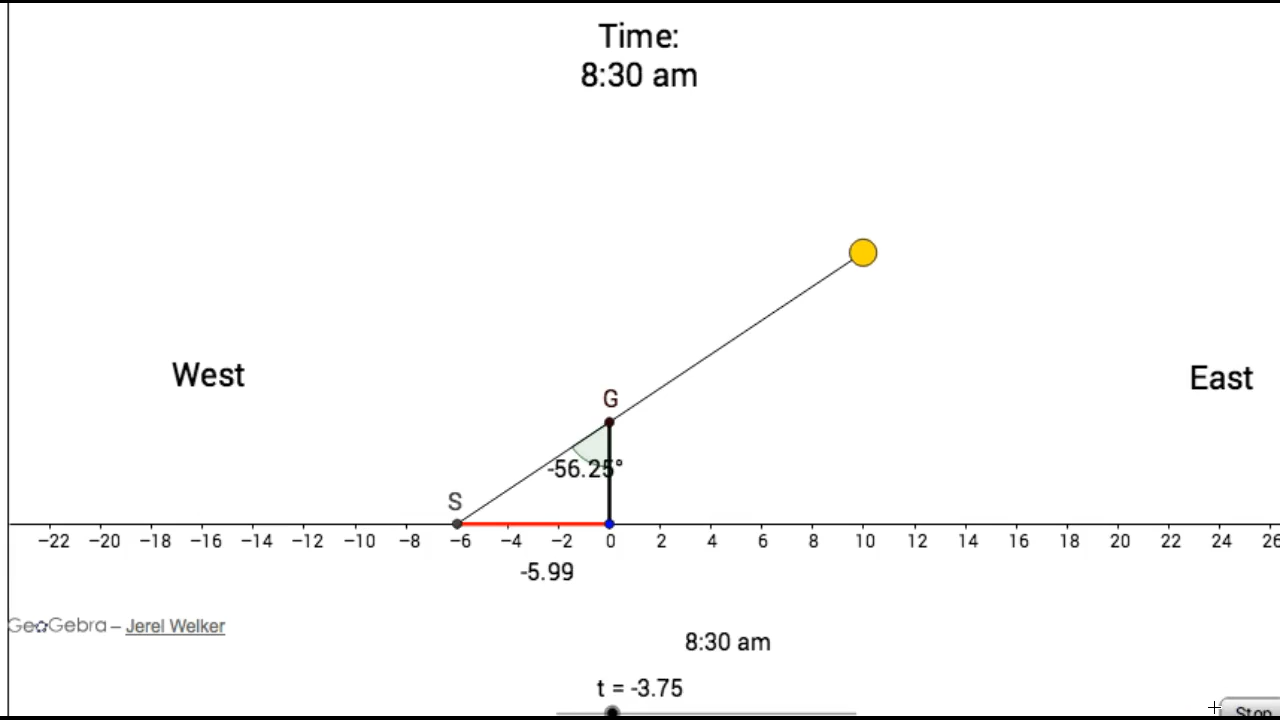 Time:
8:30 am
West
East
G
-56.25°
S
−22 −20 −18 −16 −14 −12 −10 −8 −6 −4 −2 0 2 4 6 8 10 12 14 16 18 20 22 24 26
-5.99
GeoGebra – Jerel Welker
8:30 am
t = -3.75
Stop